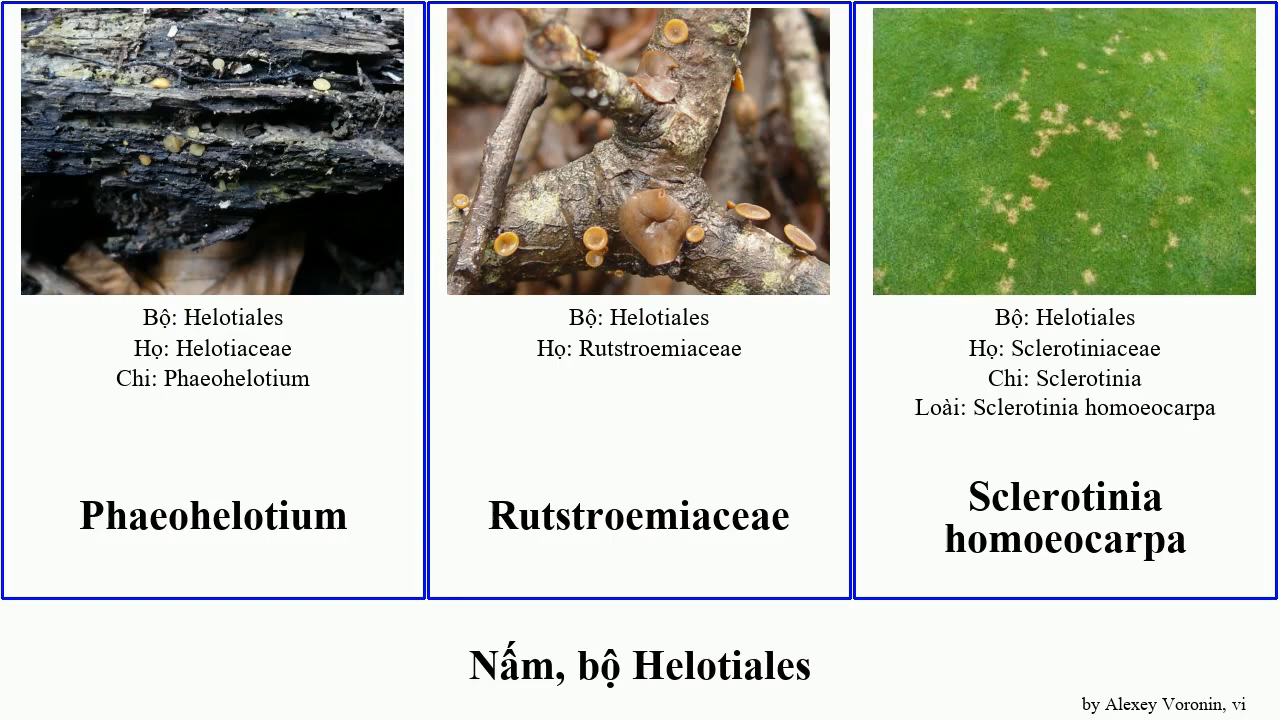 Bộ: Helotiales
Họ: Helotiaceae
Chi: Phaeohelotium
Phaeohelotium
Bộ: Helotiales
Họ: Rutstroemiaceae
Rutstroemiaceae
Bộ: Helotiales
Họ: Sclerotiniaceae
Chi: Sclerotinia
Loài: Sclerotinia homoeocarpa
Sclerotinia
homoeocarpa
Nấm, bộ Helotiales
by Alexey Voronin, vi